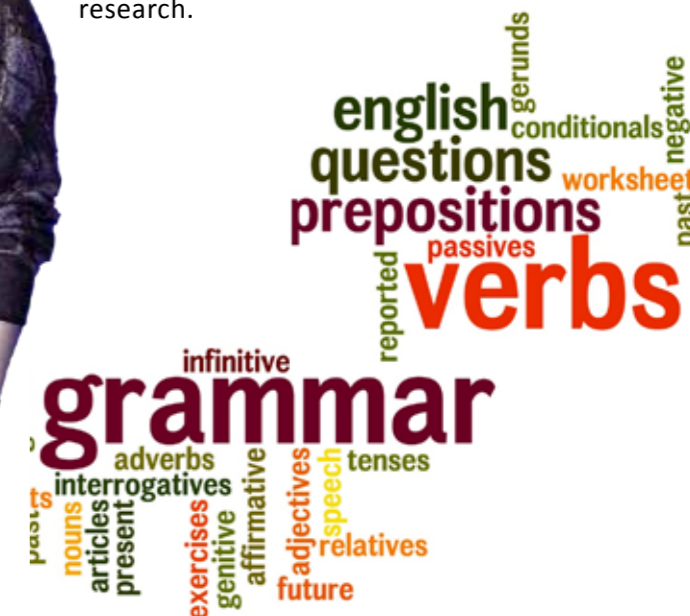 research.
gerunds
negative
english
conditionals
questions
worksheet
prepositions
past
passives
verbs
reported
infinitive
grammar
adverbs
tenses
interrogatives
affirmative
adjectives
speech
ts
past
nouns
articles
present
exercises
genitive
relatives
future